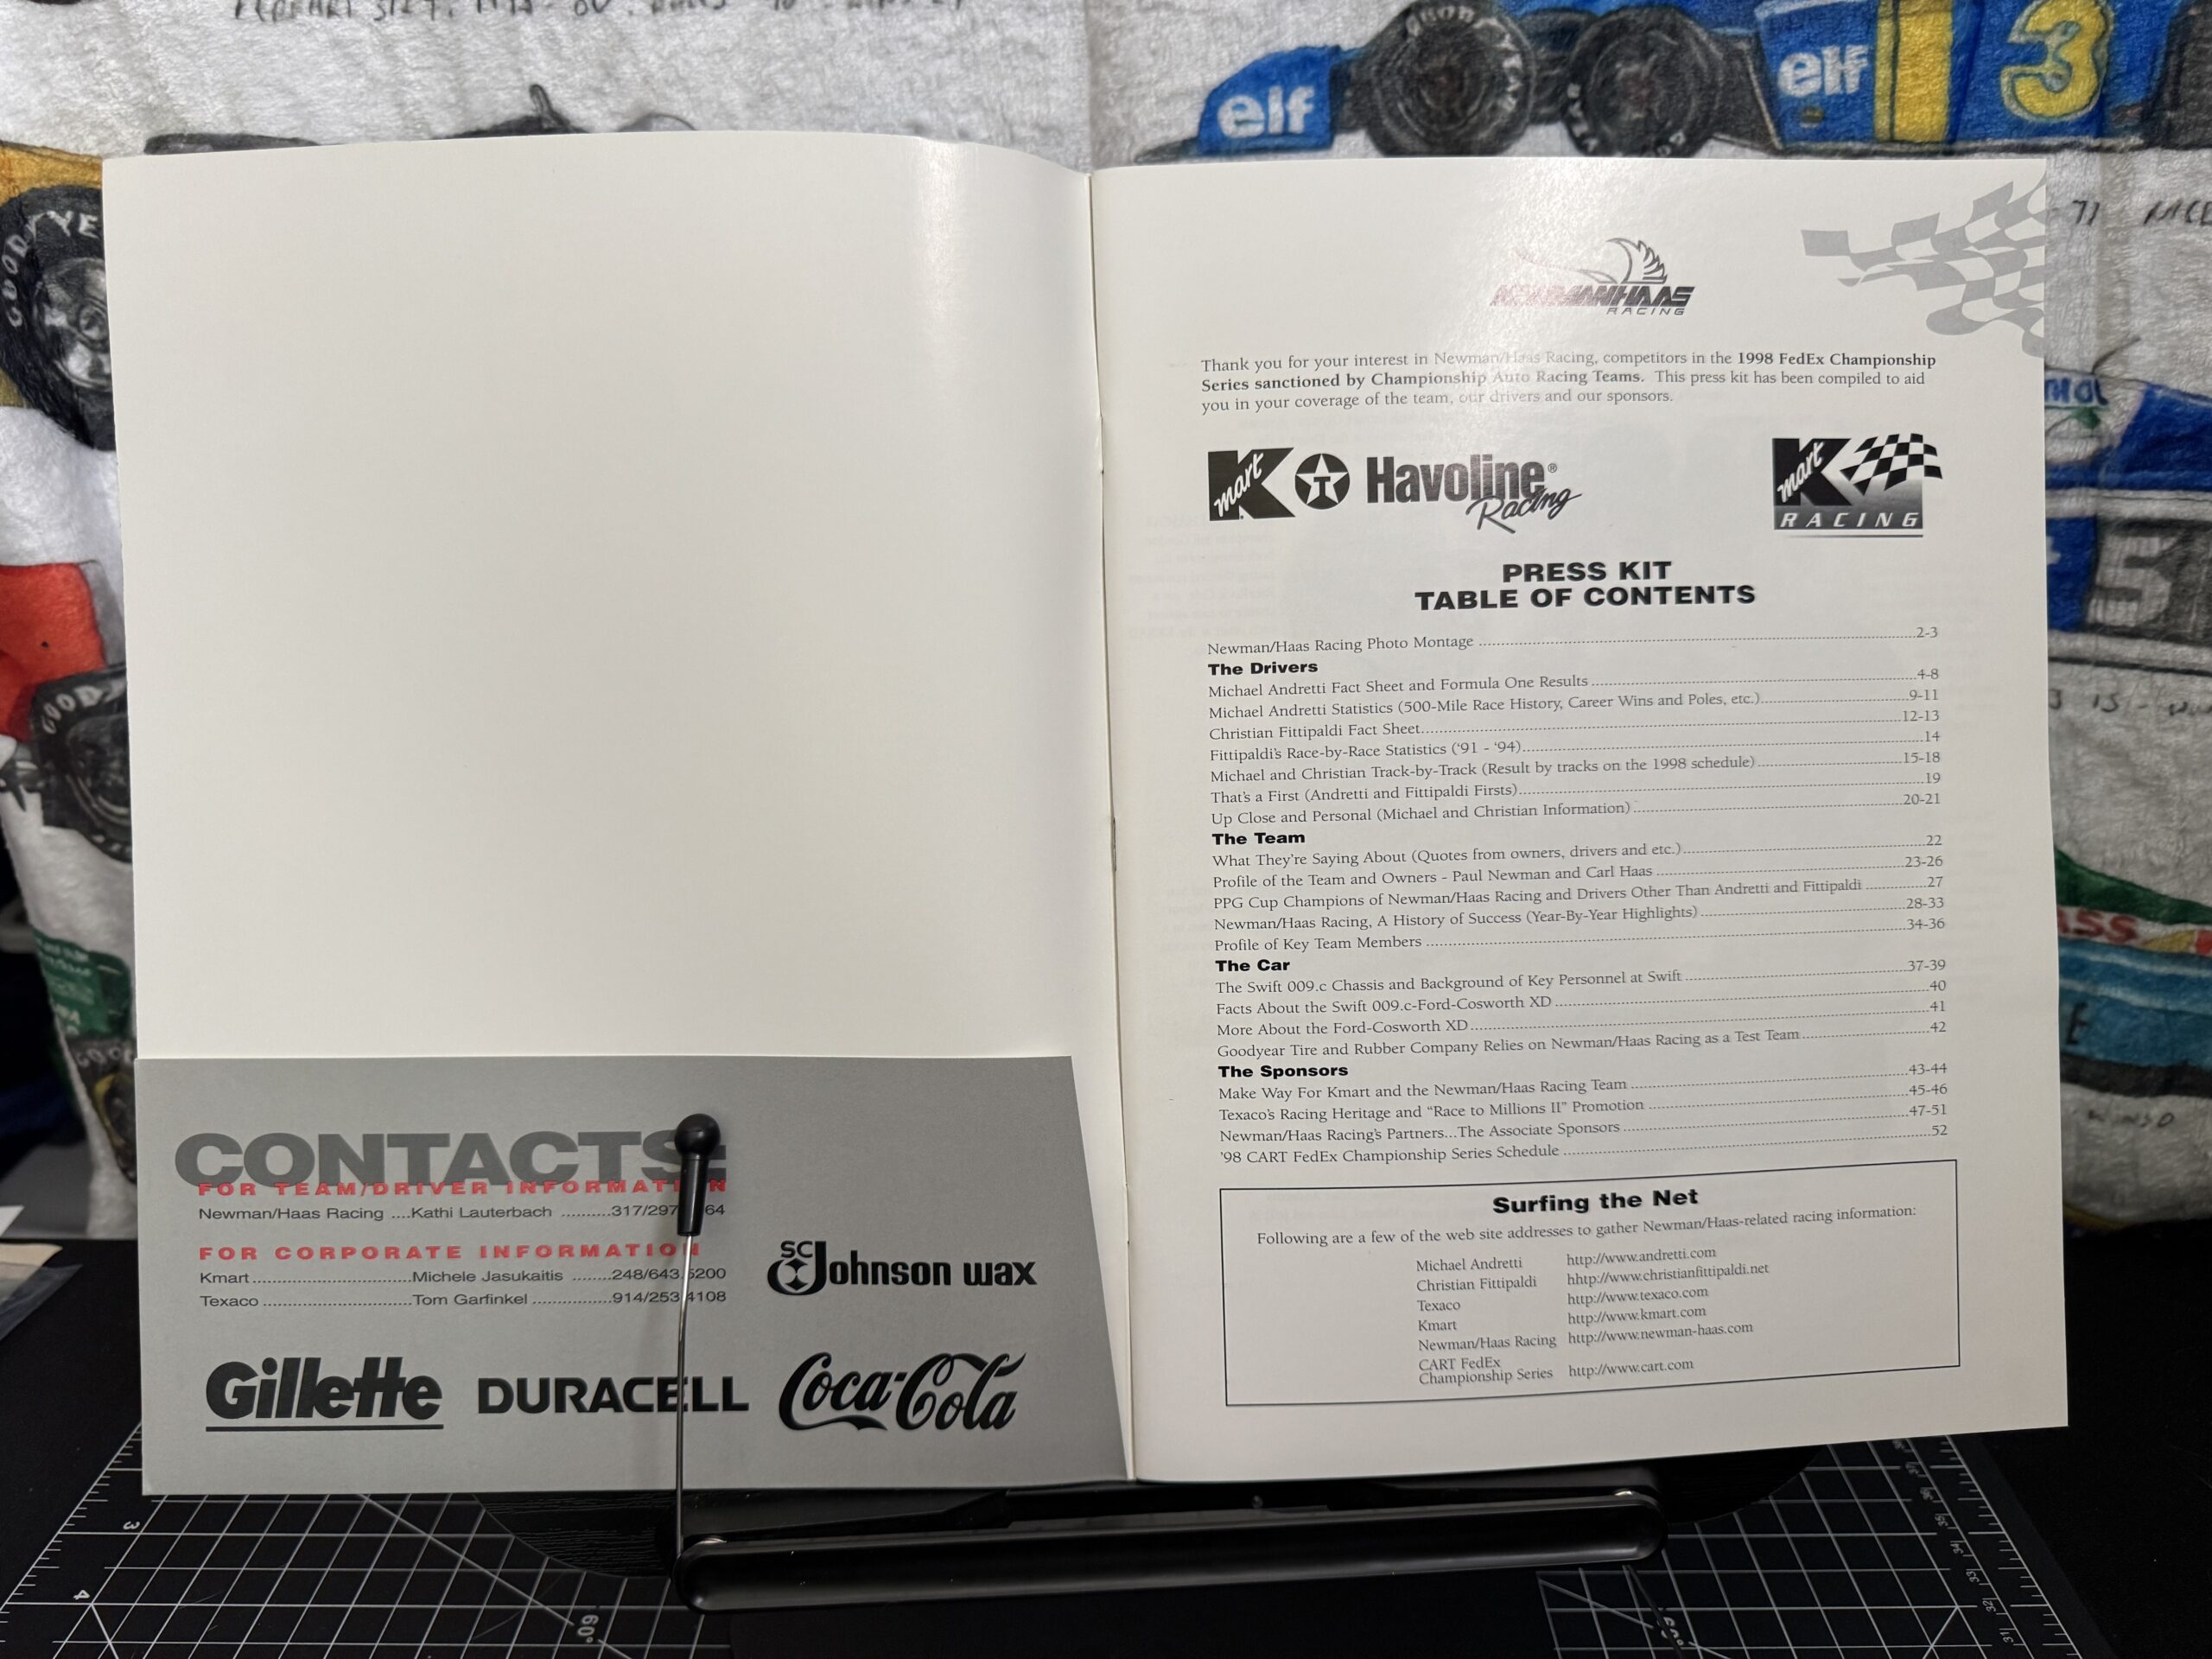 elf
elf
3
GOODYEAR
GOODYE
71
5
CONTACTS:
FOR TEAM/DRIVER INFORMATI N
Newman/Haas Racing ....Kathi Lauterbach ..........317/297 64
FOR CORPORATE INFORMATION
Kmart ................................Michele Jasukaitis ........248/643 5200
Texaco ..............................Tom Garfinkel ................914/253 4108
SC Johnson wax
Gillette DURACELL Coca-Cola
NEWMAN HAAS
RACING
Thank you for your interest in Newman/Haas Racing, competitors in the 1998 FedEx Championship
Series sanctioned by Championship Auto Racing Teams. This press kit has been compiled to aid
you in your coverage of the team, our drivers and our sponsors.
Kmart T Havoline® Racing
Kmart RACING
PRESS KIT
TABLE OF CONTENTS
Newman/Haas Racing Photo Montage ....................2-3
The Drivers
Michael Andretti Fact Sheet and Formula One Results ....................4-8
Michael Andretti Statistics (500-Mile Race History, Career Wins and Poles, etc.)....................9-11
Christian Fittipaldi Fact Sheet....................12-13
Fittipaldi's Race-by-Race Statistics ('91 - '94)....................14
Michael and Christian Track-by-Track (Result by tracks on the 1998 schedule) ....................15-18
That's a First (Andretti and Fittipaldi Firsts)....................19
Up Close and Personal (Michael and Christian Information) ....................20-21
The Team
What They're Saying About (Quotes from owners, drivers and etc.)....................22
Profile of the Team and Owners - Paul Newman and Carl Haas ....................23-26
PPG Cup Champions of Newman/Haas Racing and Drivers Other Than Andretti and Fittipaldi ..............27
Newman/Haas Racing, A History of Success (Year-By-Year Highlights) ....................28-33
Profile of Key Team Members ....................34-36
The Car
The Swift 009.c Chassis and Background of Key Personnel at Swift ....................37-39
Facts About the Swift 009.c-Ford-Cosworth XD ....................40
More About the Ford-Cosworth XD....................41
Goodyear Tire and Rubber Company Relies on Newman/Haas Racing as a Test Team ....................42
The Sponsors
Make Way For Kmart and the Newman/Haas Racing Team ....................43-44
Texaco's Racing Heritage and “Race to Millions II” Promotion ....................45-46
Newman/Haas Racing's Partners...The Associate Sponsors ....................47-51
'98 CART FedEx Championship Series Schedule ....................52
Surfing the Net
Following are a few of the web site addresses to gather Newman/Haas-related racing information:
Michael Andretti http://www.andretti.com
Christian Fittipaldi hhtp://www.christianfittipaldi.net
Texaco http://www.texaco.com
Kmart http://www.kmart.com
Newman/Haas Racing http://www.newman-haas.com
CART FedEx
Championship Series http://www.cart.com
3
4
60°